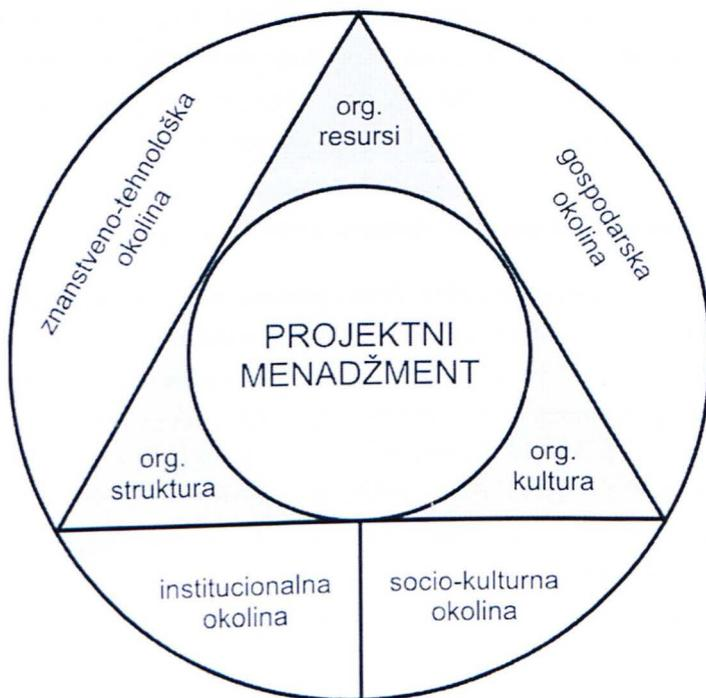 org.
resursi
znanstveno-tehnološka
okolina
gospodarska
okolina
PROJEKTNI
MENADŽMENT
org.
struktura
org.
kultura
institucionalna
okolina
socio-kulturna
okolina